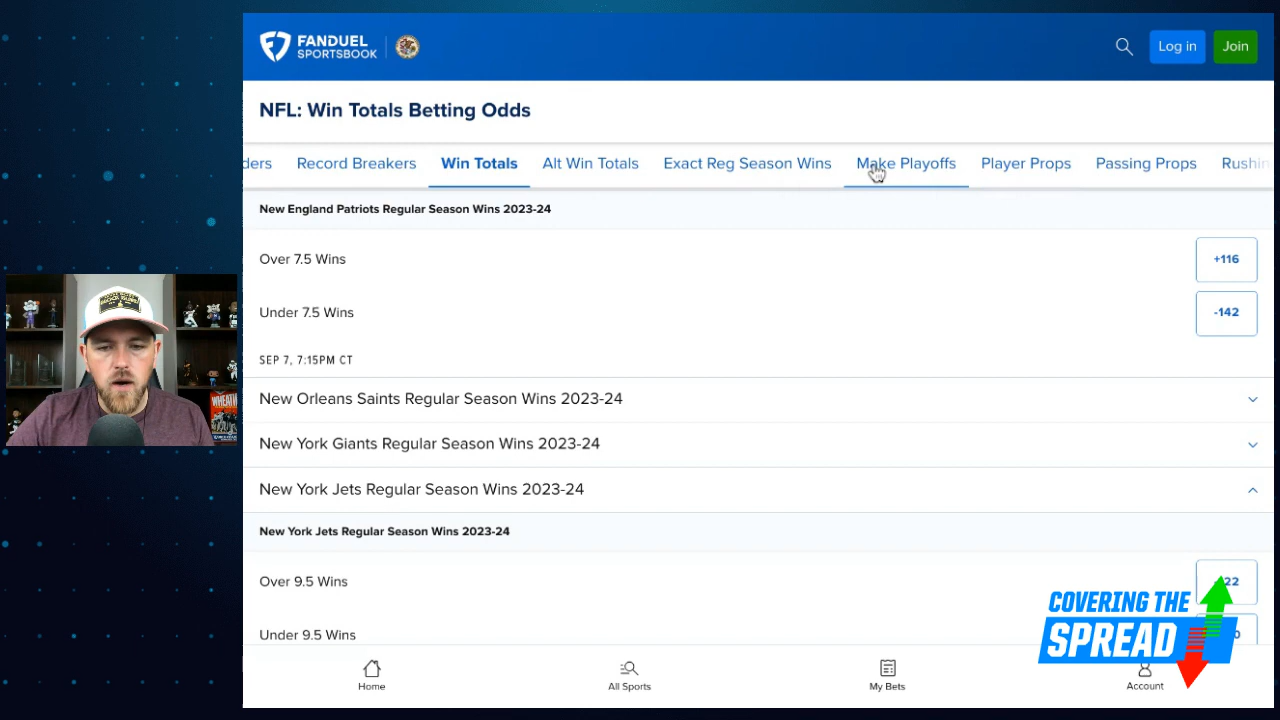 FANDUEL
SPORTSBOOK
Log in
Join
NFL: Win Totals Betting Odds
ders Record Breakers Win Totals Alt Win Totals Exact Reg Season Wins Make Playoffs Player Props Passing Props Rushin
New England Patriots Regular Season Wins 2023-24
Over 7.5 Wins +116
Under 7.5 Wins -142
SEP 7, 7:15PM CT
New Orleans Saints Regular Season Wins 2023-24
New York Giants Regular Season Wins 2023-24
New York Jets Regular Season Wins 2023-24
New York Jets Regular Season Wins 2023-24
Over 9.5 Wins 22
Under 9.5 Wins 0
COVERING THE
SPREAD
Home All Sports My Bets Account